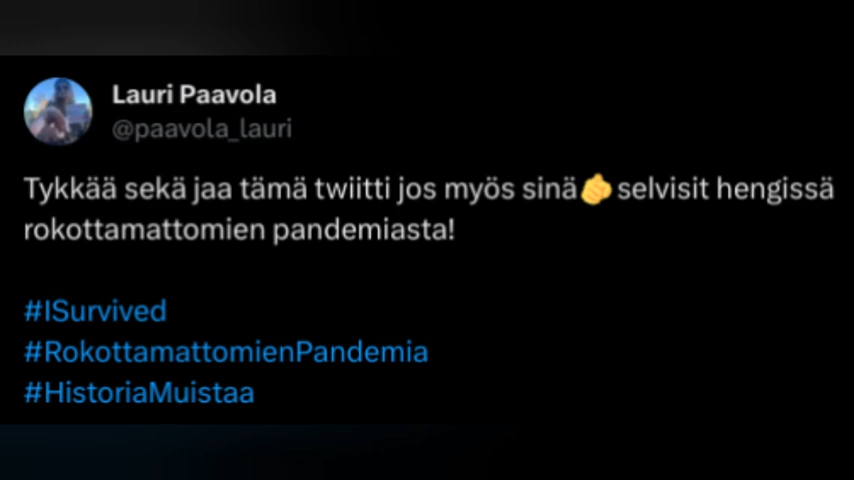 Lauri Paavola
@paavola_lauri
Tykkää sekä jaa tämä twiitti jos myös sinä🫵selvisit hengissä
rokottamattomien pandemiasta!
#ISurvived
#RokottamattomienPandemia
#HistoriaMuistaa